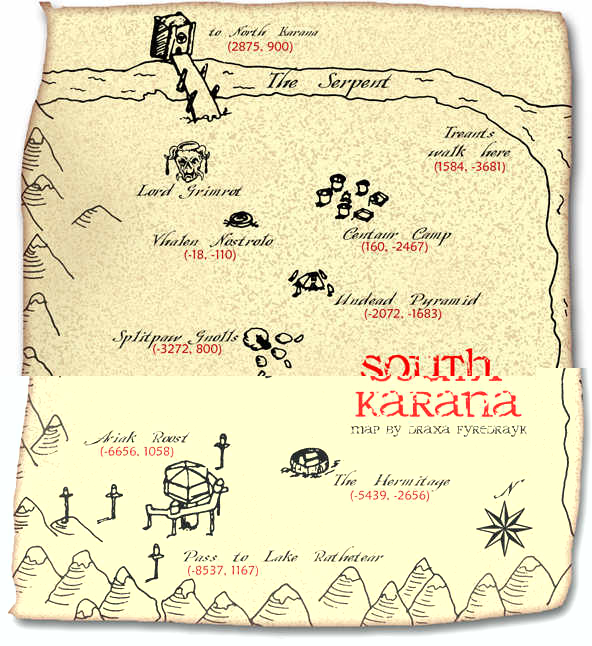 to North Karana
(2875, 900)
The Serpent
Treants
walk here
(1584, -3681)
Lord Grimrot
Vhalen Nostrolo
(-18, -110)
Centaur Camp
(160, -2467)
Undead Pyramid
(-2072, -1683)
Splitpaw Gnolls
(-3272, 800)
South
Karana
map by Draxa Fyredrayk
Aviak Roost
(-6656, 1058)
The Hermitage
(-5439, -2656)
N
Pass to Lake Rathetear
(-8537, 1167)